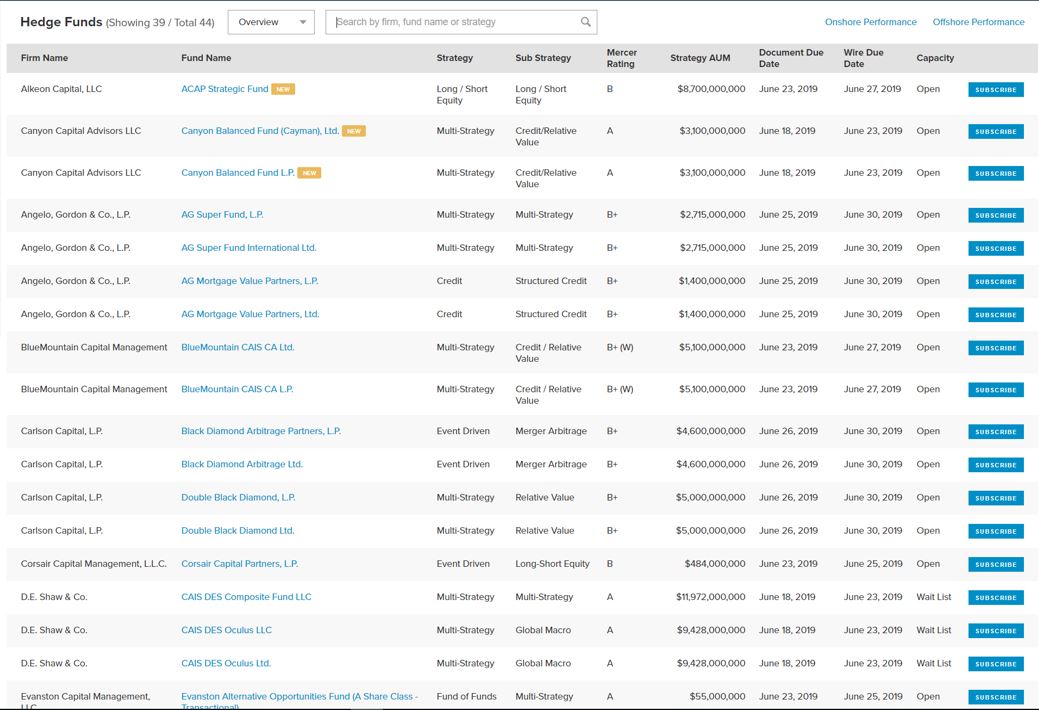 Hedge Funds (Showing 39 / Total 44) Overview Search by firm, fund name or strategy Onshore Performance Offshore Performance
Firm Name Fund Name Strategy Sub Strategy Mercer Rating Strategy AUM Document Due Date Wire Due Date Capacity
Alkeon Capital, LLC ACAP Strategic Fund NEW Long / Short Equity Long / Short Equity B $8,700,000,000 June 23, 2019 June 27, 2019 Open SUBSCRIBE
Canyon Capital Advisors LLC Canyon Balanced Fund (Cayman), Ltd. NEW Multi-Strategy Credit/Relative Value A $3,100,000,000 June 18, 2019 June 23, 2019 Open SUBSCRIBE
Canyon Capital Advisors LLC Canyon Balanced Fund L.P. NEW Multi-Strategy Credit/Relative Value A $3,100,000,000 June 18, 2019 June 23, 2019 Open SUBSCRIBE
Angelo, Gordon & Co., L.P. AG Super Fund, L.P. Multi-Strategy Multi-Strategy B+ $2,715,000,000 June 25, 2019 June 30, 2019 Open SUBSCRIBE
Angelo, Gordon & Co., L.P. AG Super Fund International Ltd. Multi-Strategy Multi-Strategy B+ $2,715,000,000 June 25, 2019 June 30, 2019 Open SUBSCRIBE
Angelo, Gordon & Co., L.P. AG Mortgage Value Partners, L.P. Credit Structured Credit B+ $1,400,000,000 June 25, 2019 June 30, 2019 Open SUBSCRIBE
Angelo, Gordon & Co., L.P. AG Mortgage Value Partners, Ltd. Credit Structured Credit B+ $1,400,000,000 June 25, 2019 June 30, 2019 Open SUBSCRIBE
BlueMountain Capital Management BlueMountain CAIS CA Ltd. Multi-Strategy Credit / Relative Value B+ (W) $5,100,000,000 June 23, 2019 June 27, 2019 Open SUBSCRIBE
BlueMountain Capital Management BlueMountain CAIS CA L.P. Multi-Strategy Credit / Relative Value B+ (W) $5,100,000,000 June 23, 2019 June 27, 2019 Open SUBSCRIBE
Carlson Capital, L.P. Black Diamond Arbitrage Partners, L.P. Event Driven Merger Arbitrage B+ $4,600,000,000 June 26, 2019 June 30, 2019 Open SUBSCRIBE
Carlson Capital, L.P. Black Diamond Arbitrage Ltd. Event Driven Merger Arbitrage B+ $4,600,000,000 June 26, 2019 June 30, 2019 Open SUBSCRIBE
Carlson Capital, L.P. Double Black Diamond, L.P. Multi-Strategy Relative Value B+ $5,000,000,000 June 26, 2019 June 30, 2019 Open SUBSCRIBE
Carlson Capital, L.P. Double Black Diamond Ltd. Multi-Strategy Relative Value B+ $5,000,000,000 June 26, 2019 June 30, 2019 Open SUBSCRIBE
Corsair Capital Management, L.L.C. Corsair Capital Partners, L.P. Event Driven Long-Short Equity B $484,000,000 June 23, 2019 June 25, 2019 Open SUBSCRIBE
D.E. Shaw & Co. CAIS DES Composite Fund LLC Multi-Strategy Multi-Strategy A $11,972,000,000 June 18, 2019 June 23, 2019 Wait List SUBSCRIBE
D.E. Shaw & Co. CAIS DES Oculus LLC Multi-Strategy Global Macro A $9,428,000,000 June 18, 2019 June 23, 2019 Wait List SUBSCRIBE
D.E. Shaw & Co. CAIS DES Oculus Ltd. Multi-Strategy Global Macro A $9,428,000,000 June 18, 2019 June 23, 2019 Wait List SUBSCRIBE
Evanston Capital Management, LLC Evanston Alternative Opportunities Fund (A Share Class - Transactional) Fund of Funds Multi-Strategy A $55,000,000 June 23, 2019 June 25, 2019 Open SUBSCRIBE